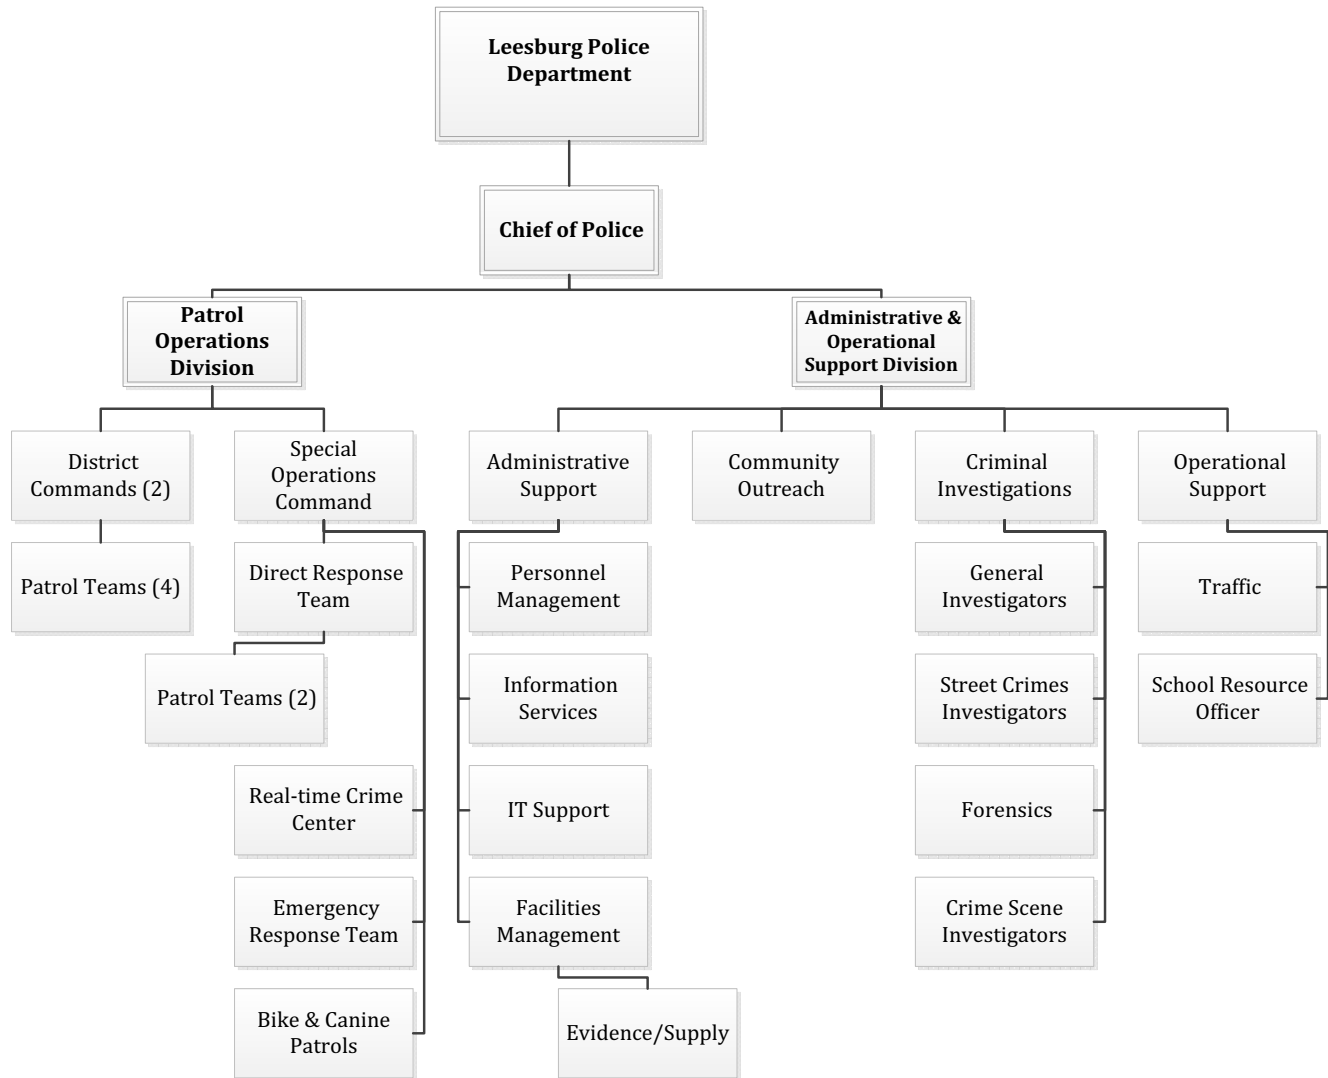 Leesburg Police
Department
Chief of Police
Patrol
Operations
Division
Administrative &
Operational
Support Division
District
Commands (2)
Special
Operations
Command
Administrative
Support
Community
Outreach
Criminal
Investigations
Operational
Support
Patrol Teams (4)
Direct Response
Team
Personnel
Management
General
Investigators
Traffic
Patrol Teams (2)
Information
Services
Street Crimes
Investigators
School Resource
Officer
Real-time Crime
Center
IT Support
Forensics
Emergency
Response Team
Facilities
Management
Crime Scene
Investigators
Bike & Canine
Patrols
Evidence/Supply